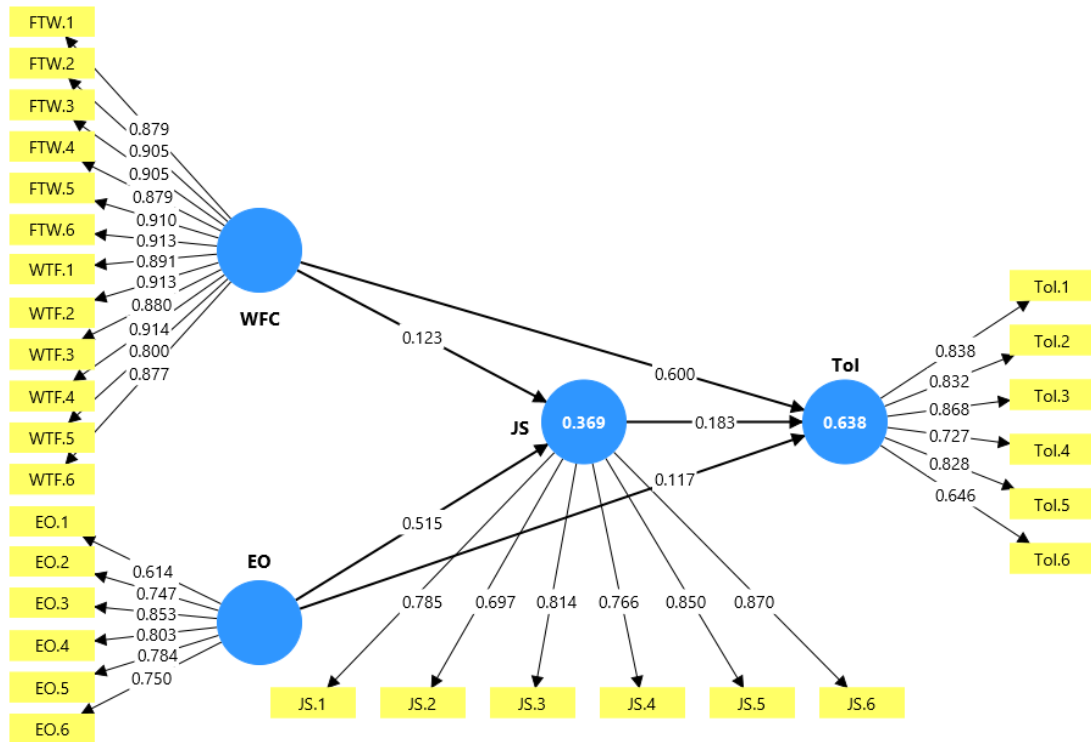 FTW.1
FTW.2
FTW.3
FTW.4
FTW.5
FTW.6
WTF.1
WTF.2
WTF.3
WTF.4
WTF.5
WTF.6
0.879
0.905
0.905
0.879
0.910
0.913
0.891
0.913
0.880
0.914
0.800
0.877
WFC
0.123
0.600
EO.1
EO.2
EO.3
EO.4
EO.5
EO.6
0.614
0.747
0.853
0.803
0.784
0.750
EO
0.515
0.117
JS
0.369
0.183
0.785
0.697
0.814
0.766
0.850
0.870
JS.1
JS.2
JS.3
JS.4
JS.5
JS.6
ToI
0.638
0.838
0.832
0.868
0.727
0.828
0.646
ToI.1
ToI.2
ToI.3
ToI.4
ToI.5
ToI.6